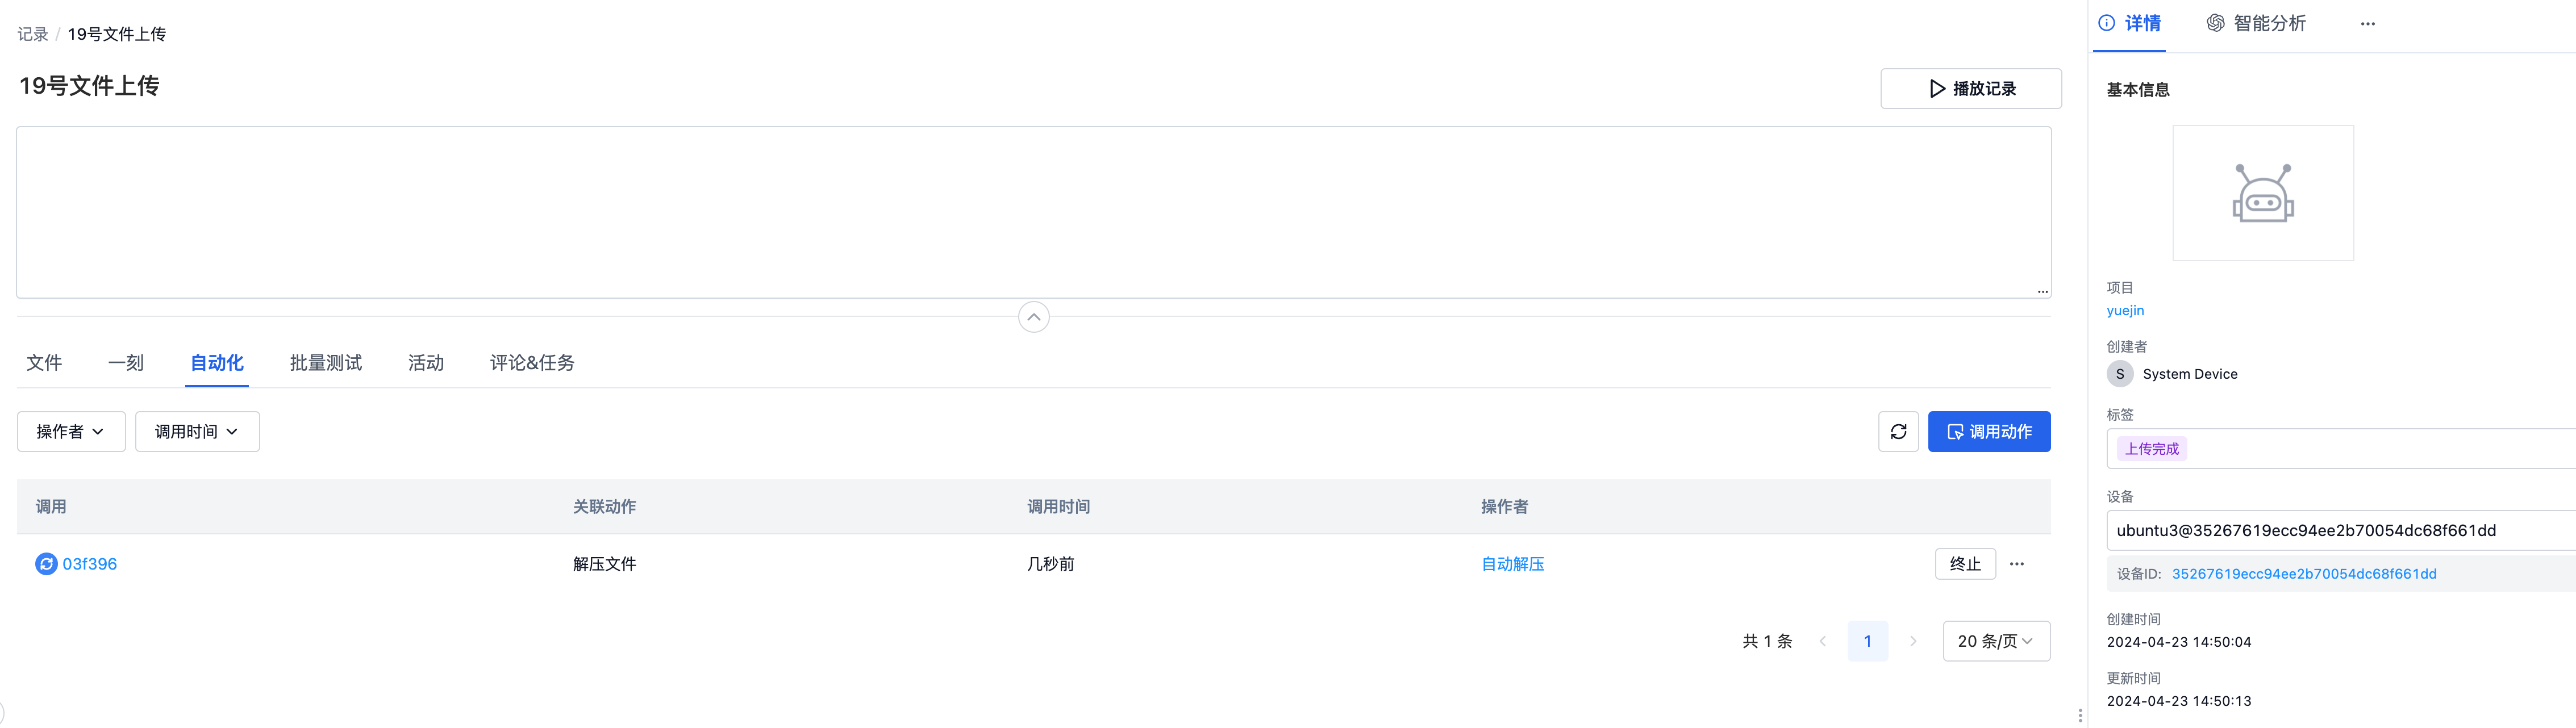 记录 / 19号文件上传
19号文件上传
播放记录
...
文件 一刻 自动化 批量测试 活动 评论&任务
操作者 调用时间
调用动作
调用 关联动作 调用时间 操作者
03f396 解压文件 几秒前 自动解压 终止 ...
共 1 条 < 1 > 20 条/页
详情 智能分析 ...
基本信息
项目
yuejin
创建者
S System Device
标签
上传完成
设备
ubuntu3@35267619ecc94ee2b70054dc68f661dd
设备ID: 35267619ecc94ee2b70054dc68f661dd
创建时间
2024-04-23 14:50:04
更新时间
2024-04-23 14:50:13